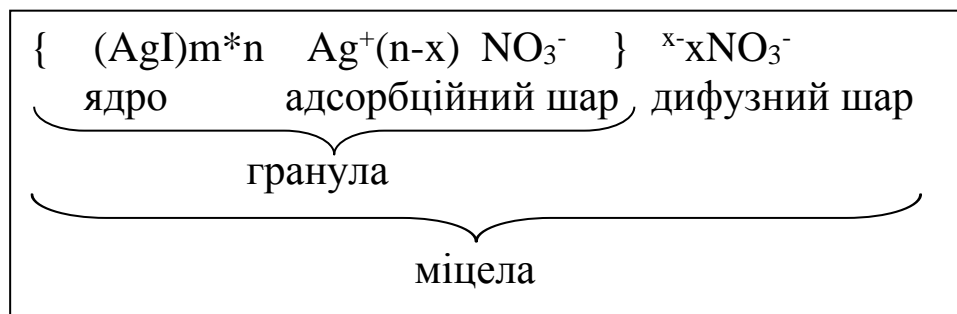 { (AgI)m*n Ag⁺(n-x) NO₃⁻ } ˣ⁻xNO₃⁻
ядро адсорбційний шар дифузний шар
гранула
міцела